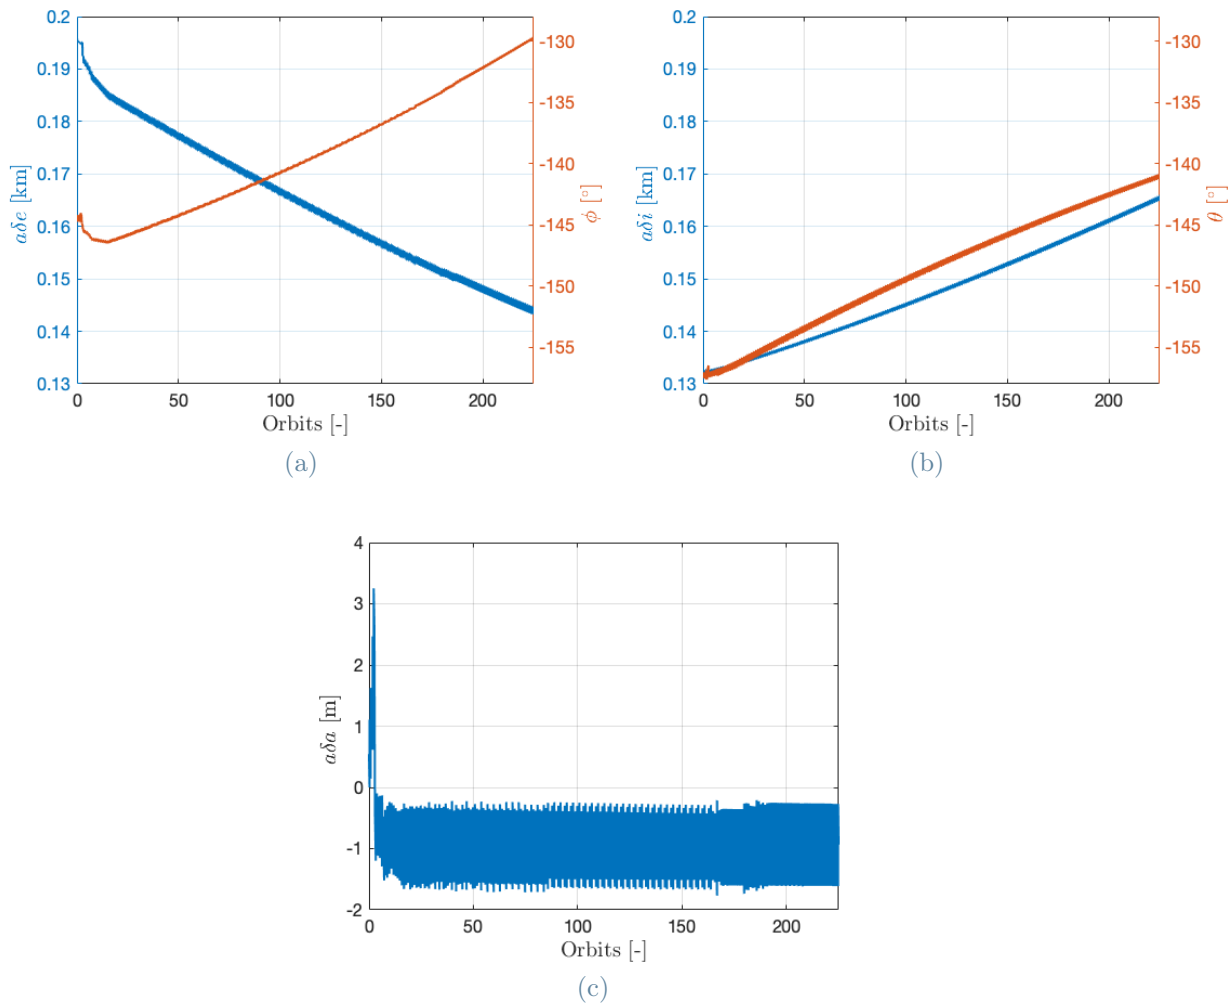 0.2
0.19
0.18
0.17
0.16
0.15
0.14
0.13
aδe [km]
-130
-135
-140
-145
-150
-155
ϕ [°]
0 50 100 150 200
Orbits [-]
(a)
0.2
0.19
0.18
0.17
0.16
0.15
0.14
0.13
aδi [km]
-130
-135
-140
-145
-150
-155
θ [°]
0 50 100 150 200
Orbits [-]
(b)
4
3
2
1
0
-1
-2
aδa [m]
0 50 100 150 200
Orbits [-]
(c)